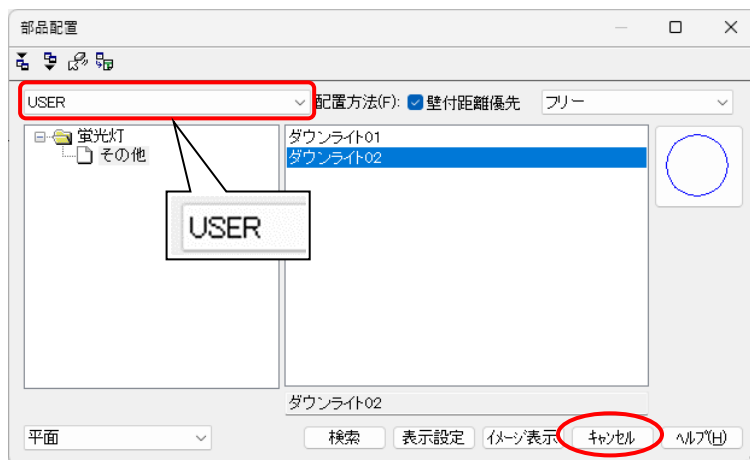 部品配置
USER
配置方法(F):
壁付距離優先
フリー
蛍光灯
その他
ダウンライト01
ダウンライト02
USER
ダウンライト02
平面
検索
表示設定
イメージ表示
キャンセル
ヘルプ(H)